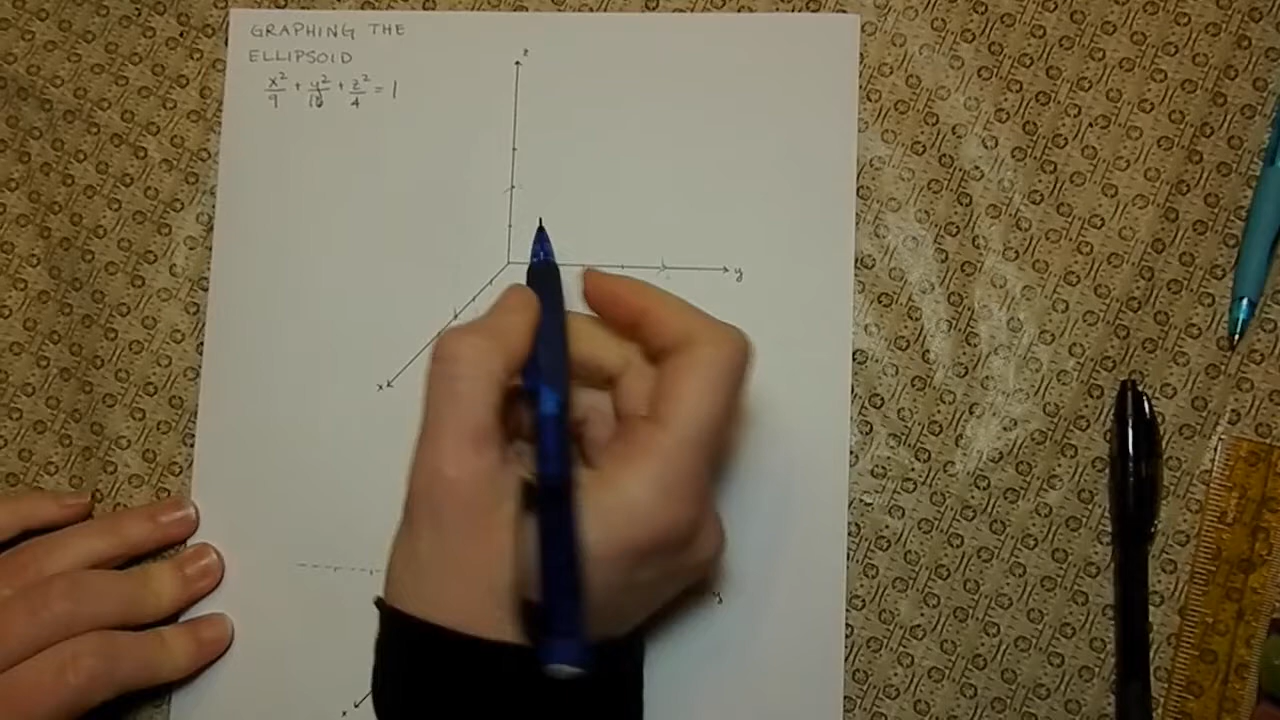 GRAPHING THE
ELLIPSOID
x²/9 + y²/16 + z²/4 = 1
z
y
x
y
x